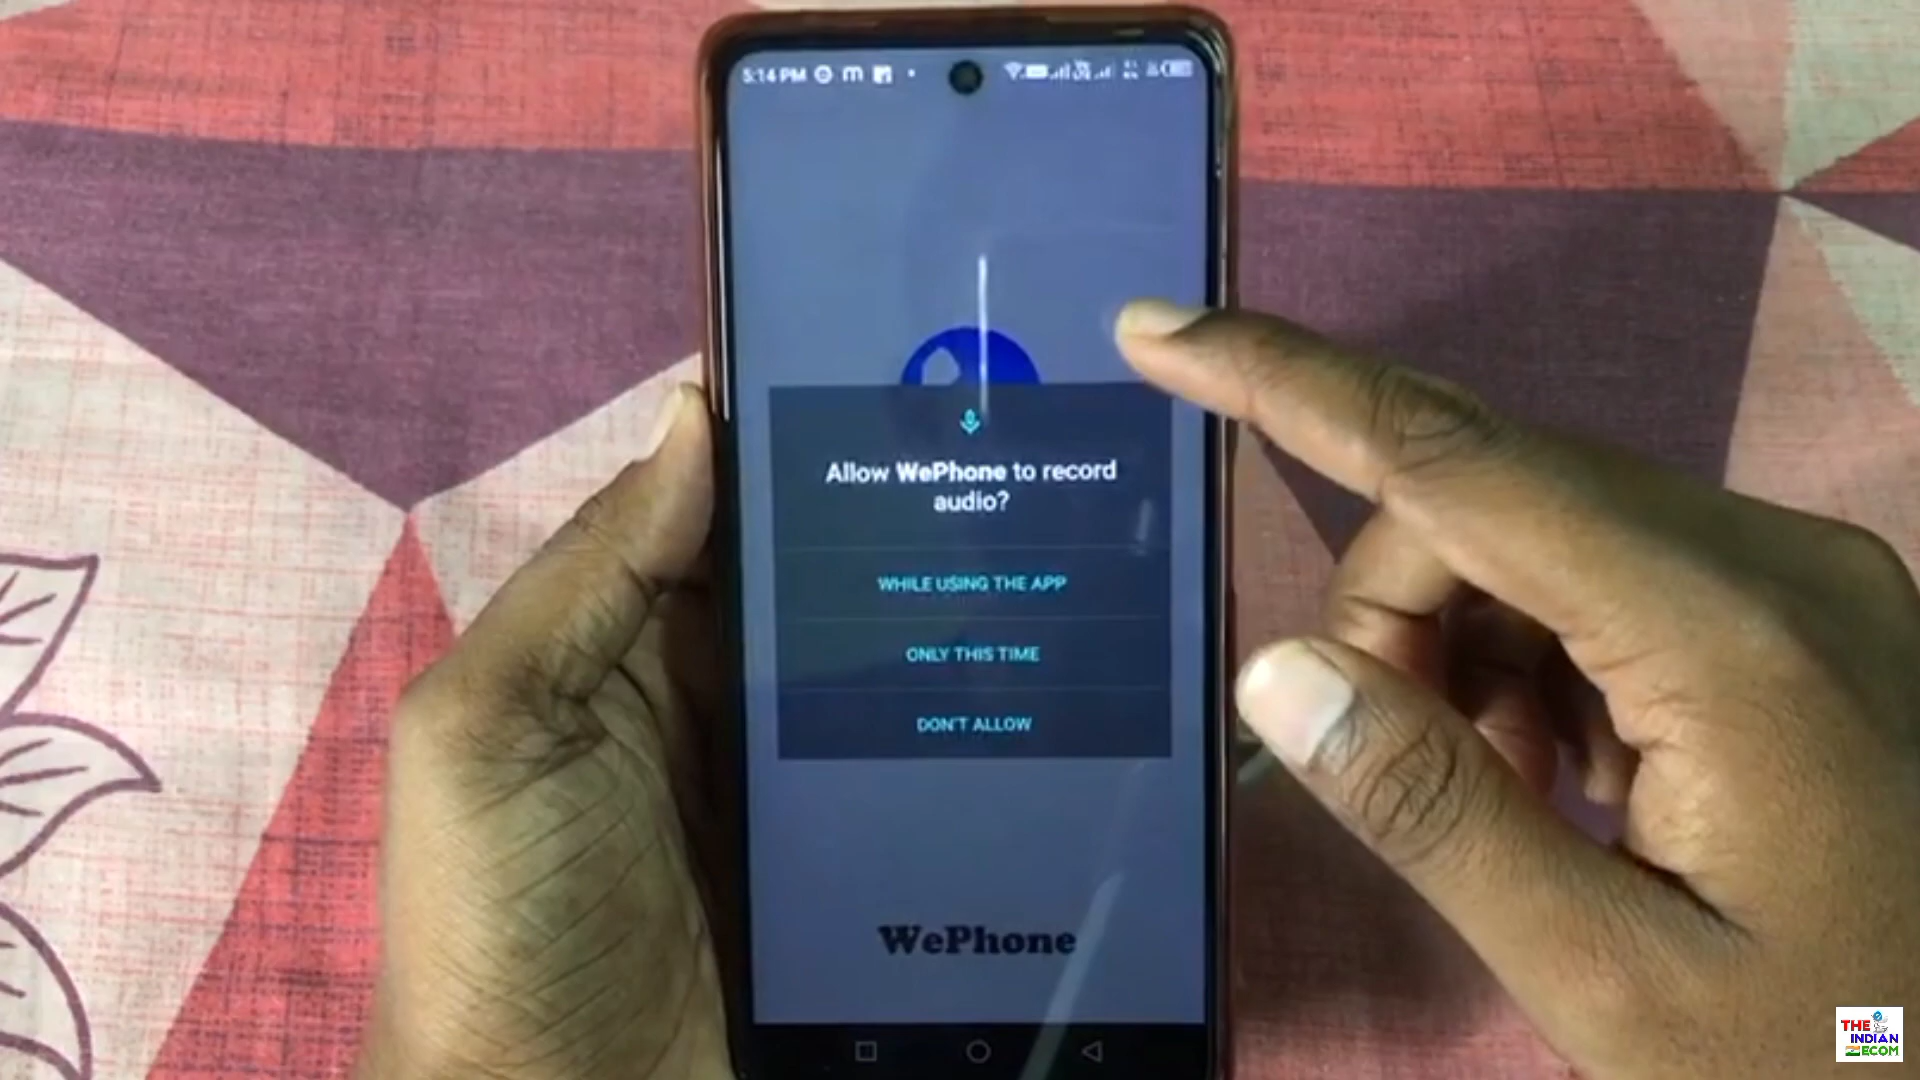 5:14 PM
Allow WePhone to record
audio?
WHILE USING THE APP
ONLY THIS TIME
DON'T ALLOW
WePhone
THE
INDIAN
ECOM